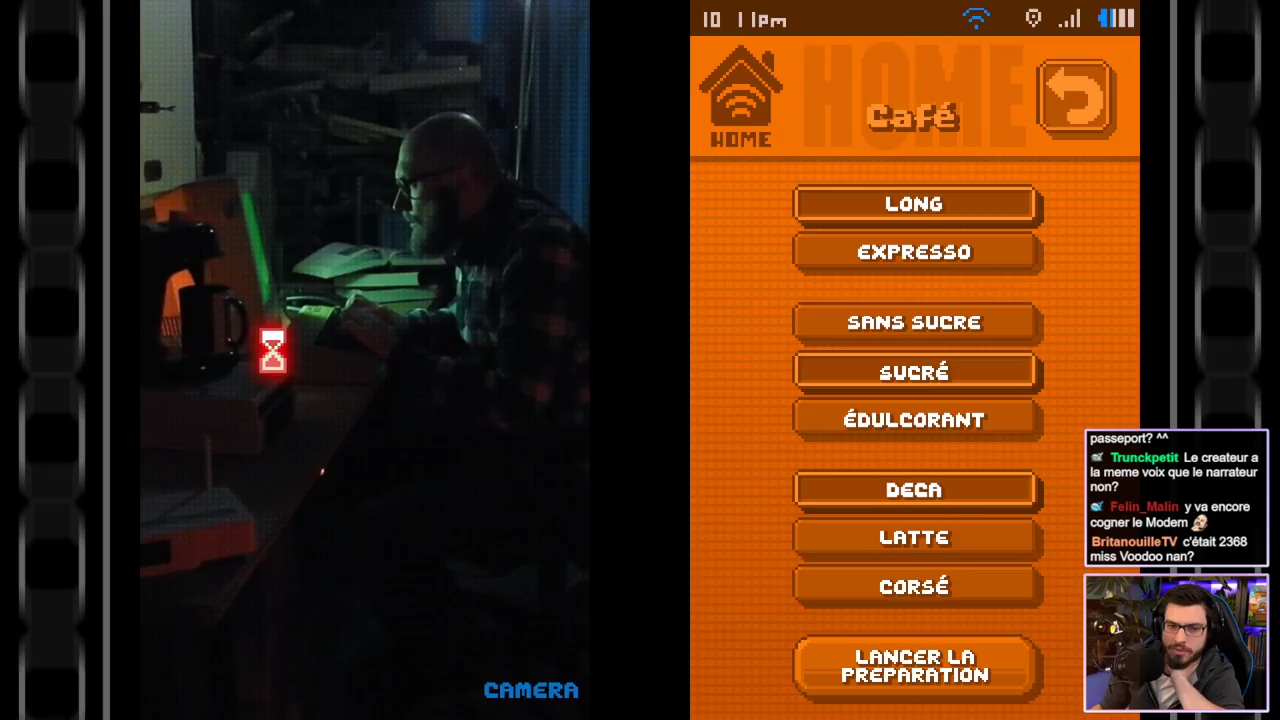 10 11pm
HOME
HOME
Café
LONG
EXPRESSO
SANS SUCRE
SUCRÉ
ÉDULCORANT
DECA
LATTE
CORSÉ
LANCER LA
PREPARATION
CAMERA
passeport? ^^
Trunckpetit Le createur a
la meme voix que le narrateur
non?
Felin_Malin y va encore
cogner le Modem
BritanouilleTV c'était 2368
miss Voodoo nan?